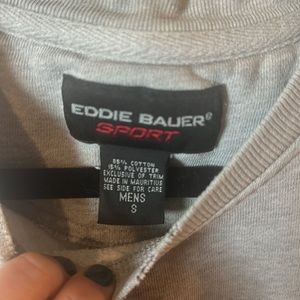 EDDIE BAUER®
SPORT
85% COTTON
15% POLYESTER
EXCLUSIVE OF TRIM
MADE IN MAURITIUS
SEE SIDE FOR CARE
MENS
S